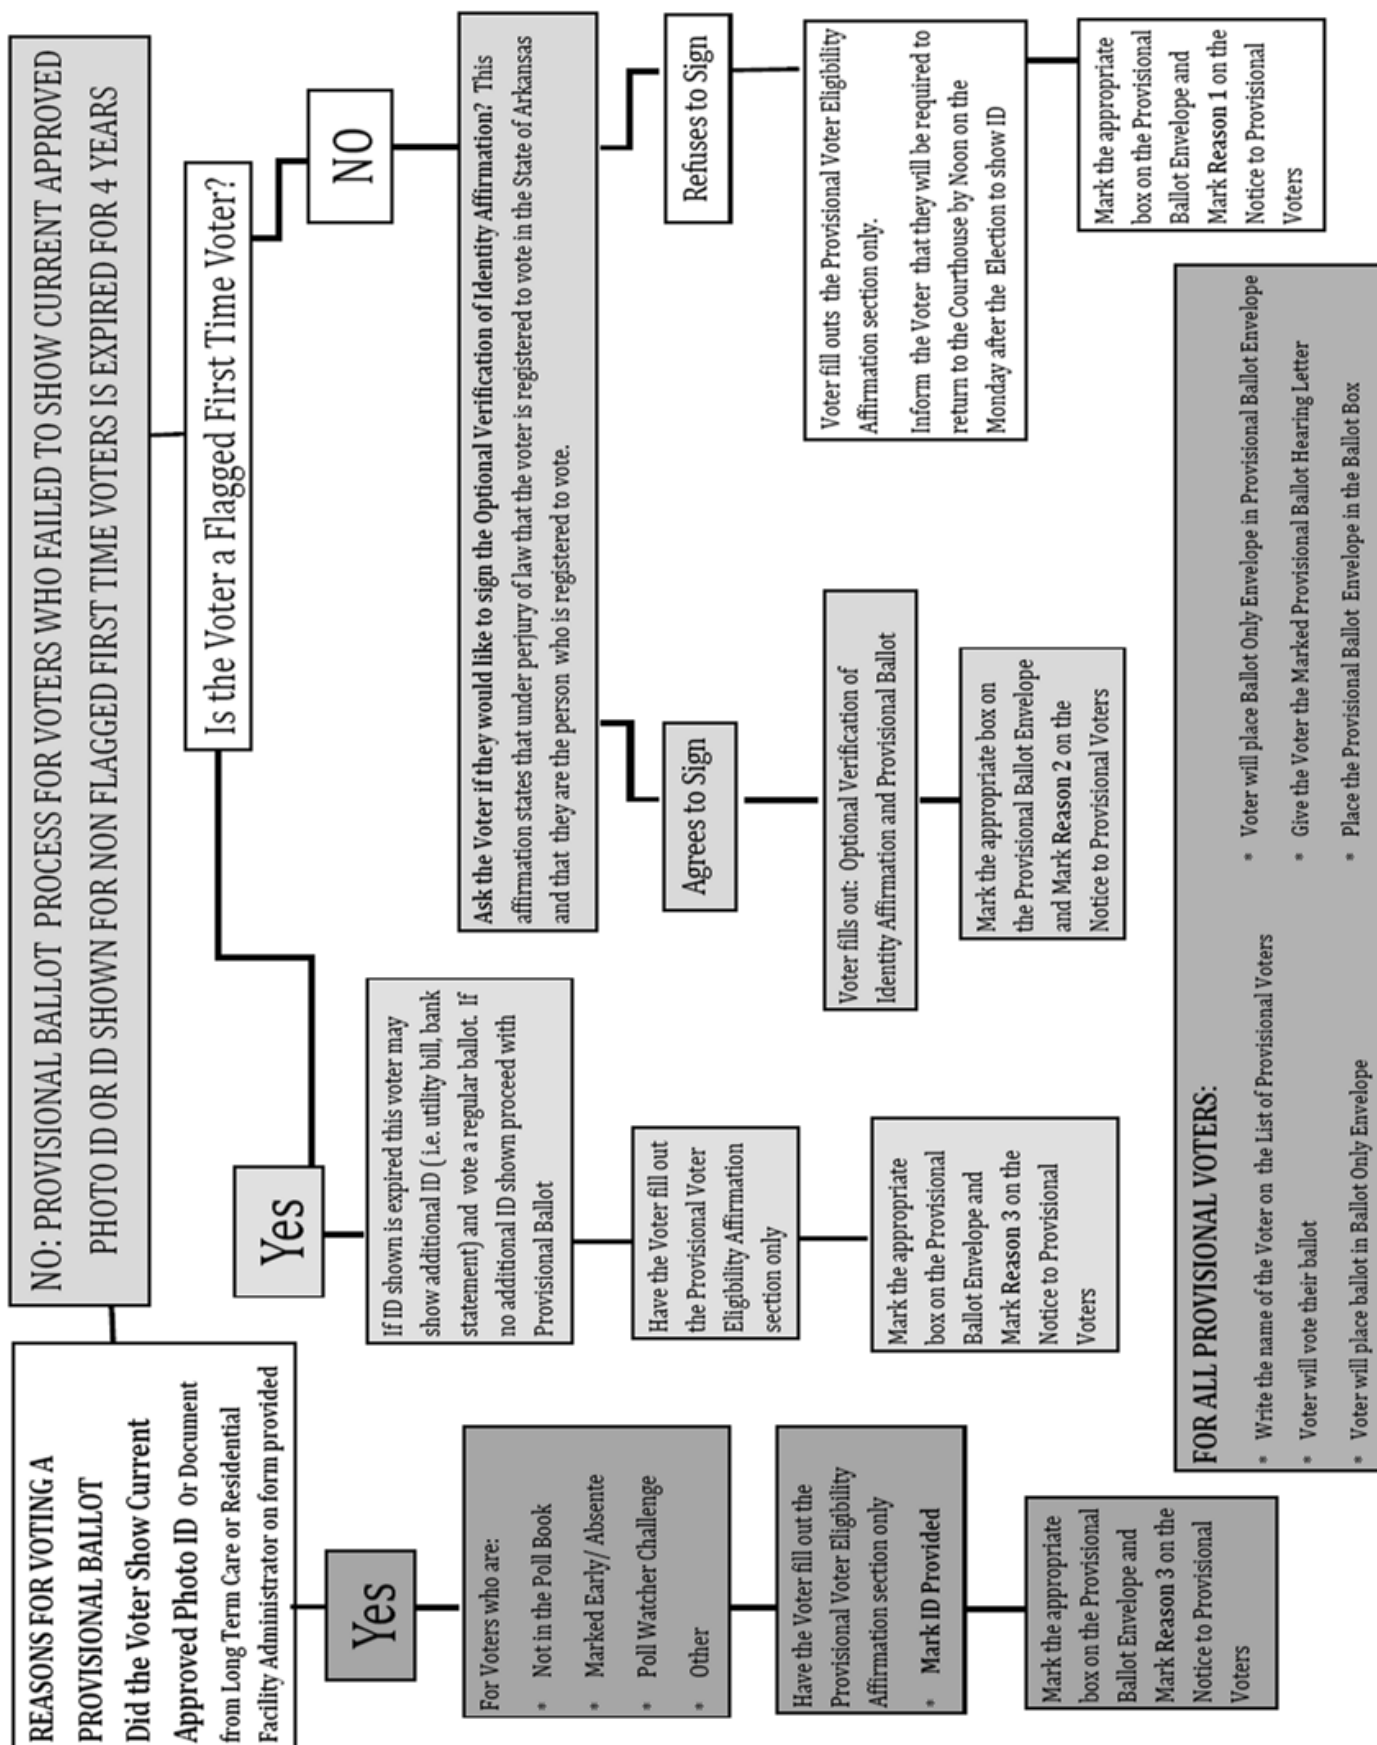 REASONS FOR VOTING A
PROVISIONAL BALLOT
Did the Voter Show Current
Approved Photo ID Or Document
from Long Term Care or Residential
Facility Administrator on form provided
NO: PROVISIONAL BALLOT PROCESS FOR VOTERS WHO FAILED TO SHOW CURRENT APPROVED
PHOTO ID OR ID SHOWN FOR NON FLAGGED FIRST TIME VOTERS IS EXPIRED FOR 4 YEARS
Yes
For Voters who are:
* Not in the Poll Book
* Marked Early/ Absente
* Poll Watcher Challenge
* Other
Have the Voter fill out the
Provisional Voter Eligibility
Affirmation section only
* Mark ID Provided
Mark the appropriate
box on the Provisional
Ballot Envelope and
Mark Reason 3 on the
Notice to Provisional
Voters
Is the Voter a Flagged First Time Voter?
Yes
If ID shown is expired this voter may
show additional ID ( i.e. utility bill, bank
statement) and vote a regular ballot. If
no additional ID shown proceed with
Provisional Ballot
Have the Voter fill out
the Provisional Voter
Eligibility Affirmation
section only
Mark the appropriate
box on the Provisional
Ballot Envelope and
Mark Reason 3 on the
Notice to Provisional
Voters
NO
Ask the Voter if they would like to sign the Optional Verification of Identity Affirmation? This
affirmation states that under perjury of law that the voter is registered to vote in the State of Arkansas
and that they are the person who is registered to vote.
Agrees to Sign
Voter fills out: Optional Verification of
Identity Affirmation and Provisional Ballot
Mark the appropriate box on
the Provisional Ballot Envelope
and Mark Reason 2 on the
Notice to Provisional Voters
Refuses to Sign
Voter fill outs the Provisional Voter Eligibility
Affirmation section only.
Inform the Voter that they will be required to
return to the Courthouse by Noon on the
Monday after the Election to show ID
Mark the appropriate
box on the Provisional
Ballot Envelope and
Mark Reason 1 on the
Notice to Provisional
Voters
FOR ALL PROVISIONAL VOTERS:
* Write the name of the Voter on the List of Provisional Voters
* Voter will vote their ballot
* Voter will place ballot in Ballot Only Envelope
* Voter will place Ballot Only Envelope in Provisional Ballot Envelope
* Give the Voter the Marked Provisional Ballot Hearing Letter
* Place the Provisional Ballot Envelope in the Ballot Box